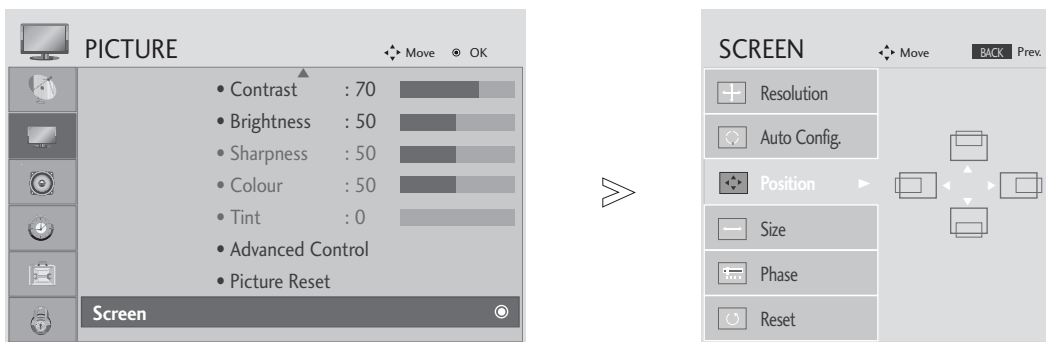 PICTURE
Move OK
• Contrast : 70
• Brightness : 50
• Sharpness : 50
• Colour : 50
• Tint : 0
• Advanced Control
• Picture Reset
Screen
SCREEN
Move BACK Prev.
Resolution
Auto Config.
Position
Size
Phase
Reset